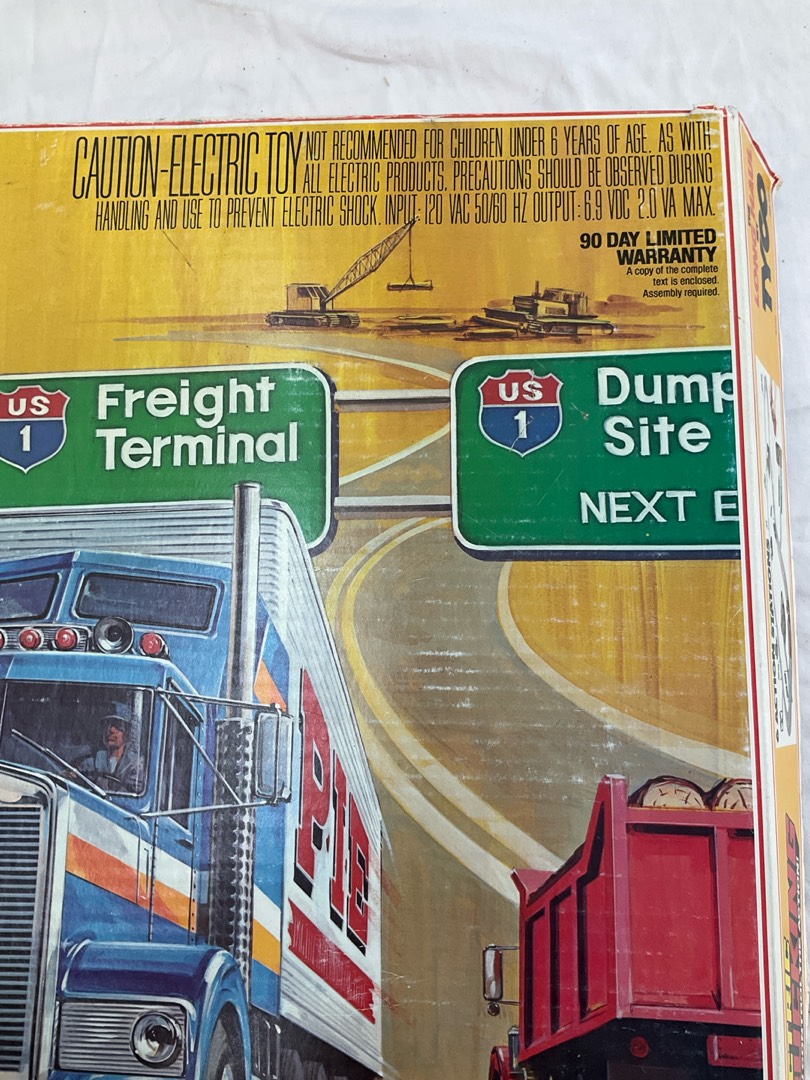 CAUTION-ELECTRIC TOY NOT RECOMMENDED FOR CHILDREN UNDER 6 YEARS OF AGE. AS WITH
ALL ELECTRIC PRODUCTS, PRECAUTIONS SHOULD BE OBSERVED DURING
HANDLING AND USE TO PREVENT ELECTRIC SHOCK. INPUT: 120 VAC 50/60 HZ OUTPUT: 6.9 VDC 2.0 VA MAX.
90 DAY LIMITED
WARRANTY
A copy of the complete
text is enclosed.
Assembly required.
TYCO
US
1
Freight
Terminal
US
1
Dump
Site
NEXT E
PIE